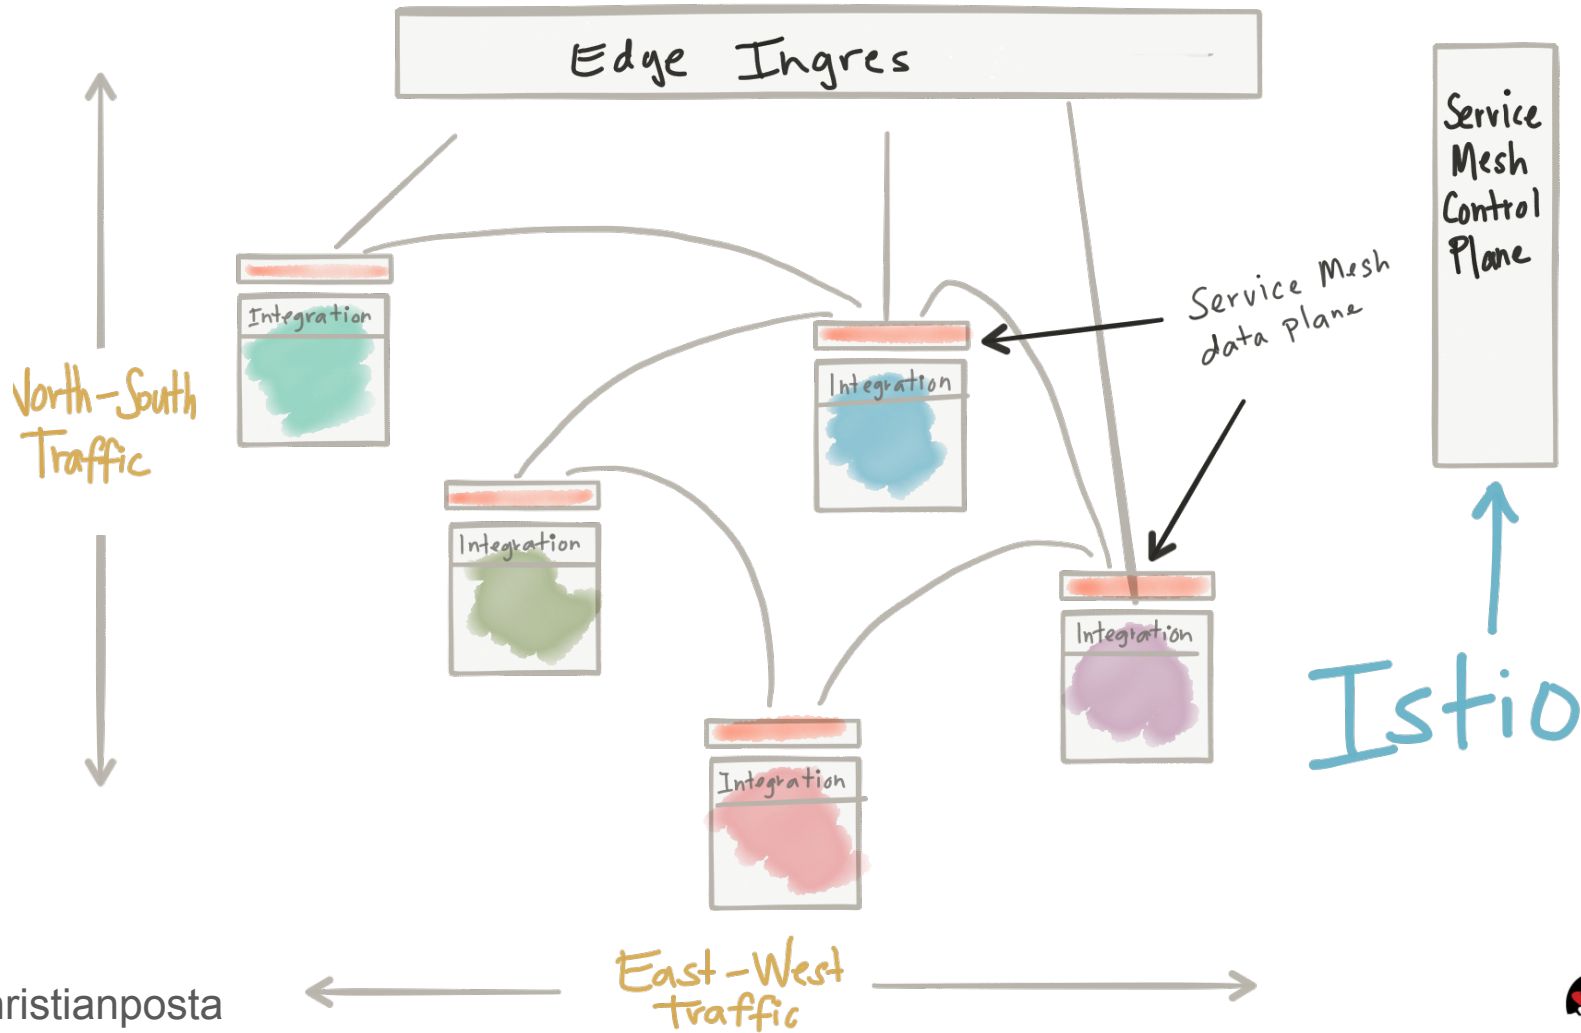 Edge Ingres
Service
Mesh
Control
Plane
Service Mesh
data plane
Integration
Integration
North-South
Traffic
Integration
Integration
Integration
Istio
East-West
Traffic
hristianposta